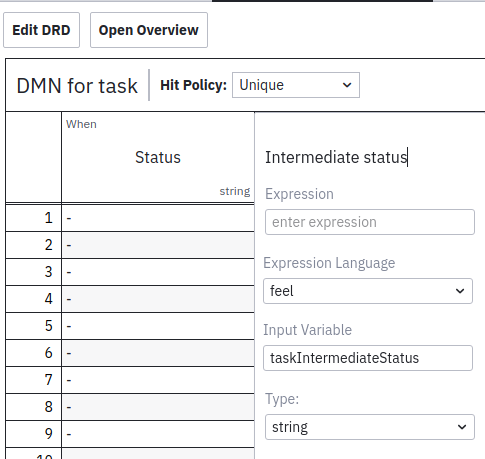 Edit DRD Open Overview
DMN for task Hit Policy: Unique
When
Status
string
Intermediate status
Expression
enter expression
Expression Language
feel
Input Variable
taskIntermediateStatus
Type:
string
1 -
2 -
3 -
4 -
5 -
6 -
7 -
8 -
9 -